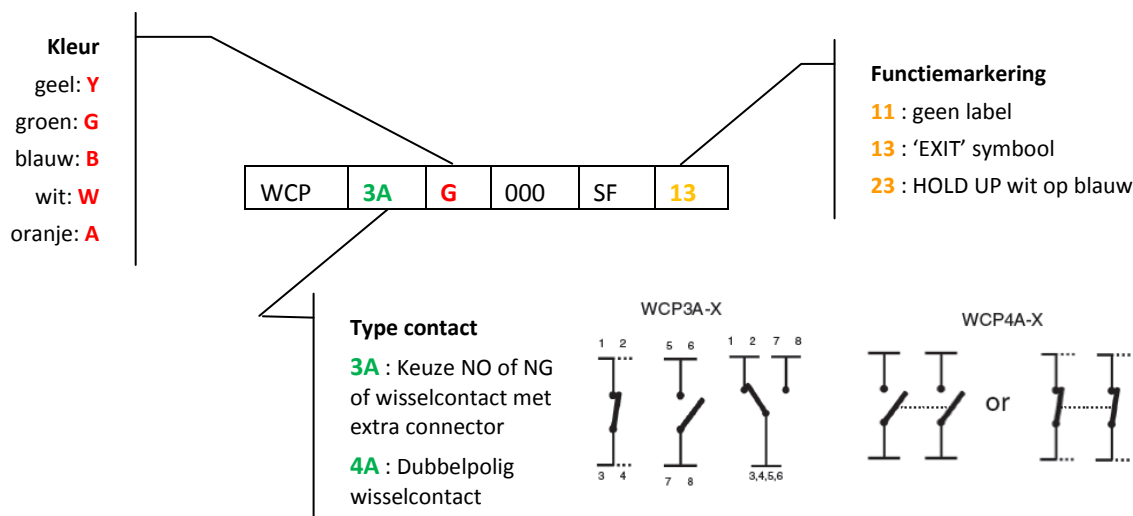 Kleur
geel: Y
groen: G
blauw: B
wit: W
oranje: A
WCP 3A G 000 SF 13
Functiemarkering
11 : geen label
13 : ‘EXIT’ symbool
23 : HOLD UP wit op blauw
Type contact
3A : Keuze NO of NG
of wisselcontact met
extra connector
4A : Dubbelpolig
wisselcontact
WCP3A-X
1 2 5 6 1 2 7 8
3 4 7 8 3,4,5,6
WCP4A-X
or